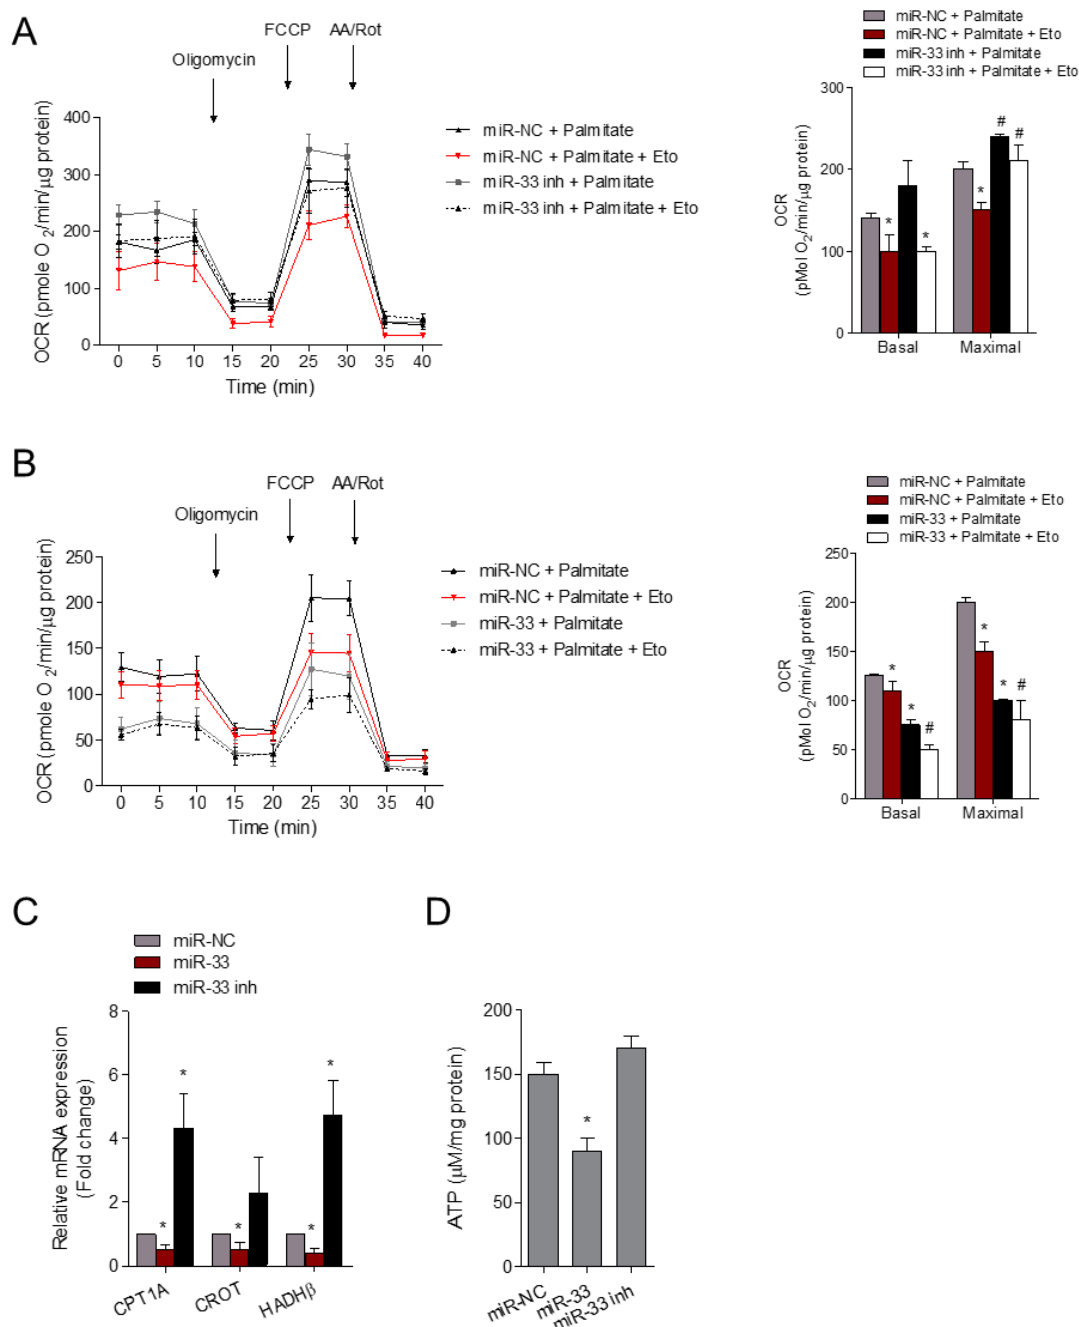 A
FCCP AA/Rot
Oligomycin
OCR (pmole O2/min/µg protein)
400
300
200
100
0
0 5 10 15 20 25 30 35 40
Time (min)
miR-NC + Palmitate
miR-NC + Palmitate + Eto
miR-33 inh + Palmitate
miR-33 inh + Palmitate + Eto
miR-NC + Palmitate
miR-NC + Palmitate + Eto
miR-33 inh + Palmitate
miR-33 inh + Palmitate + Eto
OCR
(pMol O2/min/µg protein)
300
200
100
0
* * * # #
Basal Maximal
B
FCCP AA/Rot
Oligomycin
OCR (pmole O2/min/µg protein)
250
200
150
100
50
0
0 5 10 15 20 25 30 35 40
Time (min)
miR-NC + Palmitate
miR-NC + Palmitate + Eto
miR-33 + Palmitate
miR-33 + Palmitate + Eto
miR-NC + Palmitate
miR-NC + Palmitate + Eto
miR-33 + Palmitate
miR-33 + Palmitate + Eto
OCR
(pMol O2/min/µg protein)
250
200
150
100
50
0
* * # * * #
Basal Maximal
C
miR-NC
miR-33
miR-33 inh
Relative mRNA expression
(Fold change)
8
6
4
2
0
* * * * *
CPT1A CROT HADHβ
D
ATP (µM/mg protein)
200
150
100
50
0
*
miR-NC miR-33 miR-33 inh